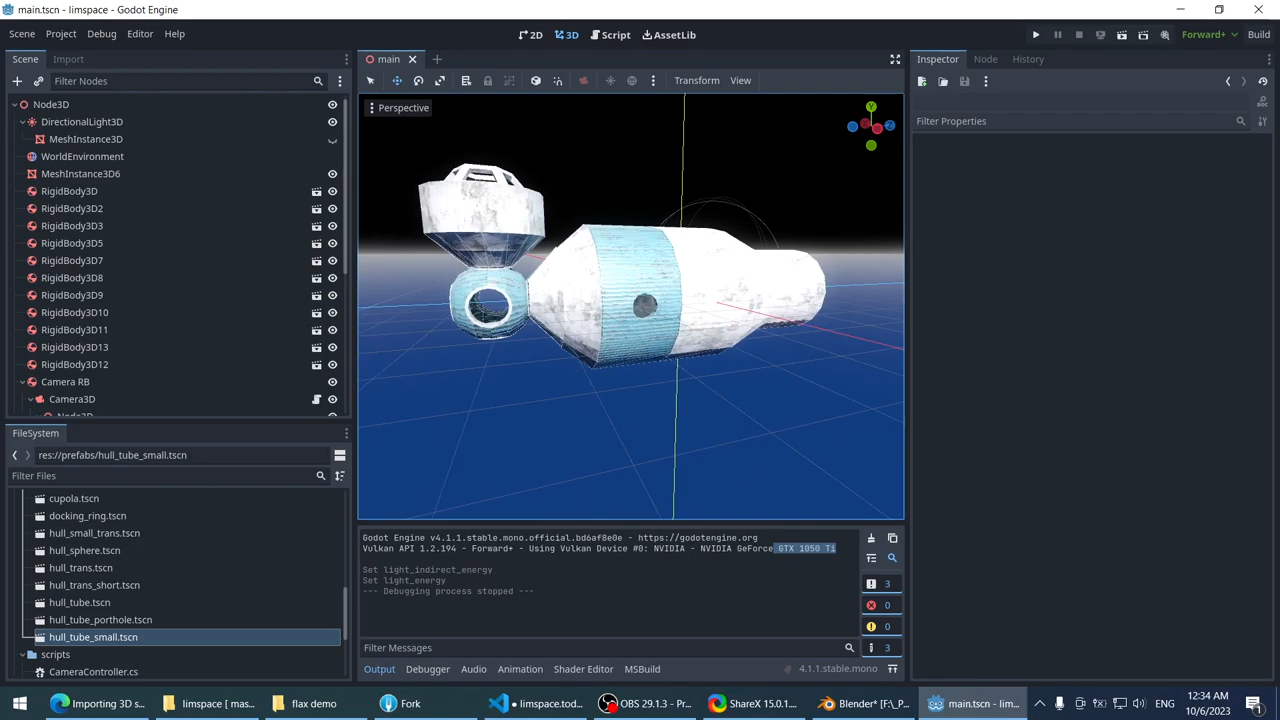 main.tscn - limspace - Godot Engine
Scene Project Debug Editor Help
2D 3D Script AssetLib
Forward+ Build
Scene Import
main
Inspector Node History
Filter Nodes
Transform View
Filter Properties
Perspective
Y
Z
Node3D
DirectionalLight3D
MeshInstance3D
WorldEnvironment
MeshInstance3D6
RigidBody3D
RigidBody3D2
RigidBody3D3
RigidBody3D5
RigidBody3D7
RigidBody3D8
RigidBody3D9
RigidBody3D10
RigidBody3D11
RigidBody3D13
RigidBody3D12
Camera RB
Camera3D
Node3D
FileSystem
res://prefabs/hull_tube_small.tscn
Filter Files
cupola.tscn
docking_ring.tscn
hull_small_trans.tscn
hull_sphere.tscn
hull_trans.tscn
hull_trans_short.tscn
hull_tube.tscn
hull_tube_porthole.tscn
hull_tube_small.tscn
scripts
CameraController.cs
Godot Engine v4.1.1.stable.mono.official.bd6af8e0e - https://godotengine.org
Vulkan API 1.2.194 - Forward+ - Using Vulkan Device #0: NVIDIA - NVIDIA GeForce GTX 1050 Ti
Set light_indirect_energy
Set light_energy
--- Debugging process stopped ---
3
0
0
3
Filter Messages
Output Debugger Audio Animation Shader Editor MSBuild
4.1.1.stable.mono
Importing 3D s...
limspace [ mas...
flax demo
Fork
limspace.tod...
OBS 29.1.3 - Pr...
ShareX 15.0.1...
Blender* [F:\_P...
main.tscn - lim...
ENG
12:34 AM
10/6/2023
1